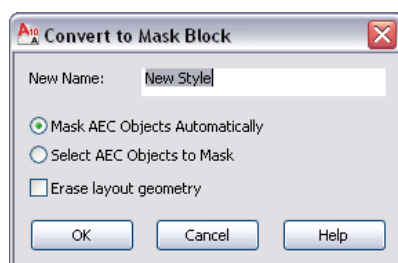 A10
A
Convert to Mask Block
New Name: New Style
Mask AEC Objects Automatically
Select AEC Objects to Mask
Erase layout geometry
OK Cancel Help